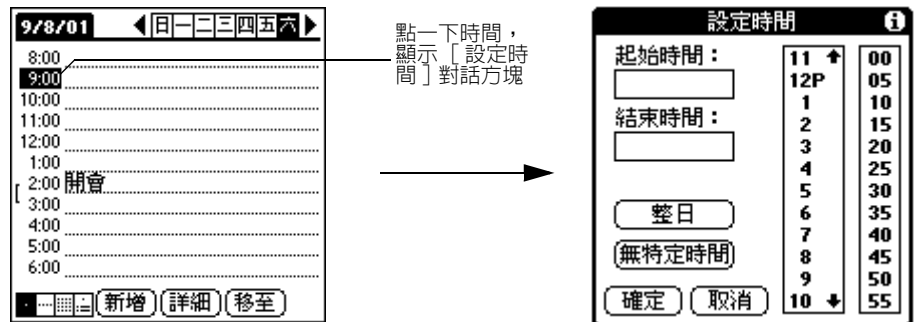 9/8/01 日 一 二 三 四 五 六
8:00
9:00
10:00
11:00
12:00
1:00
2:00 開會
3:00
4:00
5:00
6:00
新增 詳細 移至
點一下時間，
顯示［設定時
間］對話方塊
設定時間 i
起始時間：
結束時間：
整日
無特定時間
確定 取消
11 00
12P 05
1 10
2 15
3 20
4 25
5 30
6 35
7 40
8 45
9 50
10 55